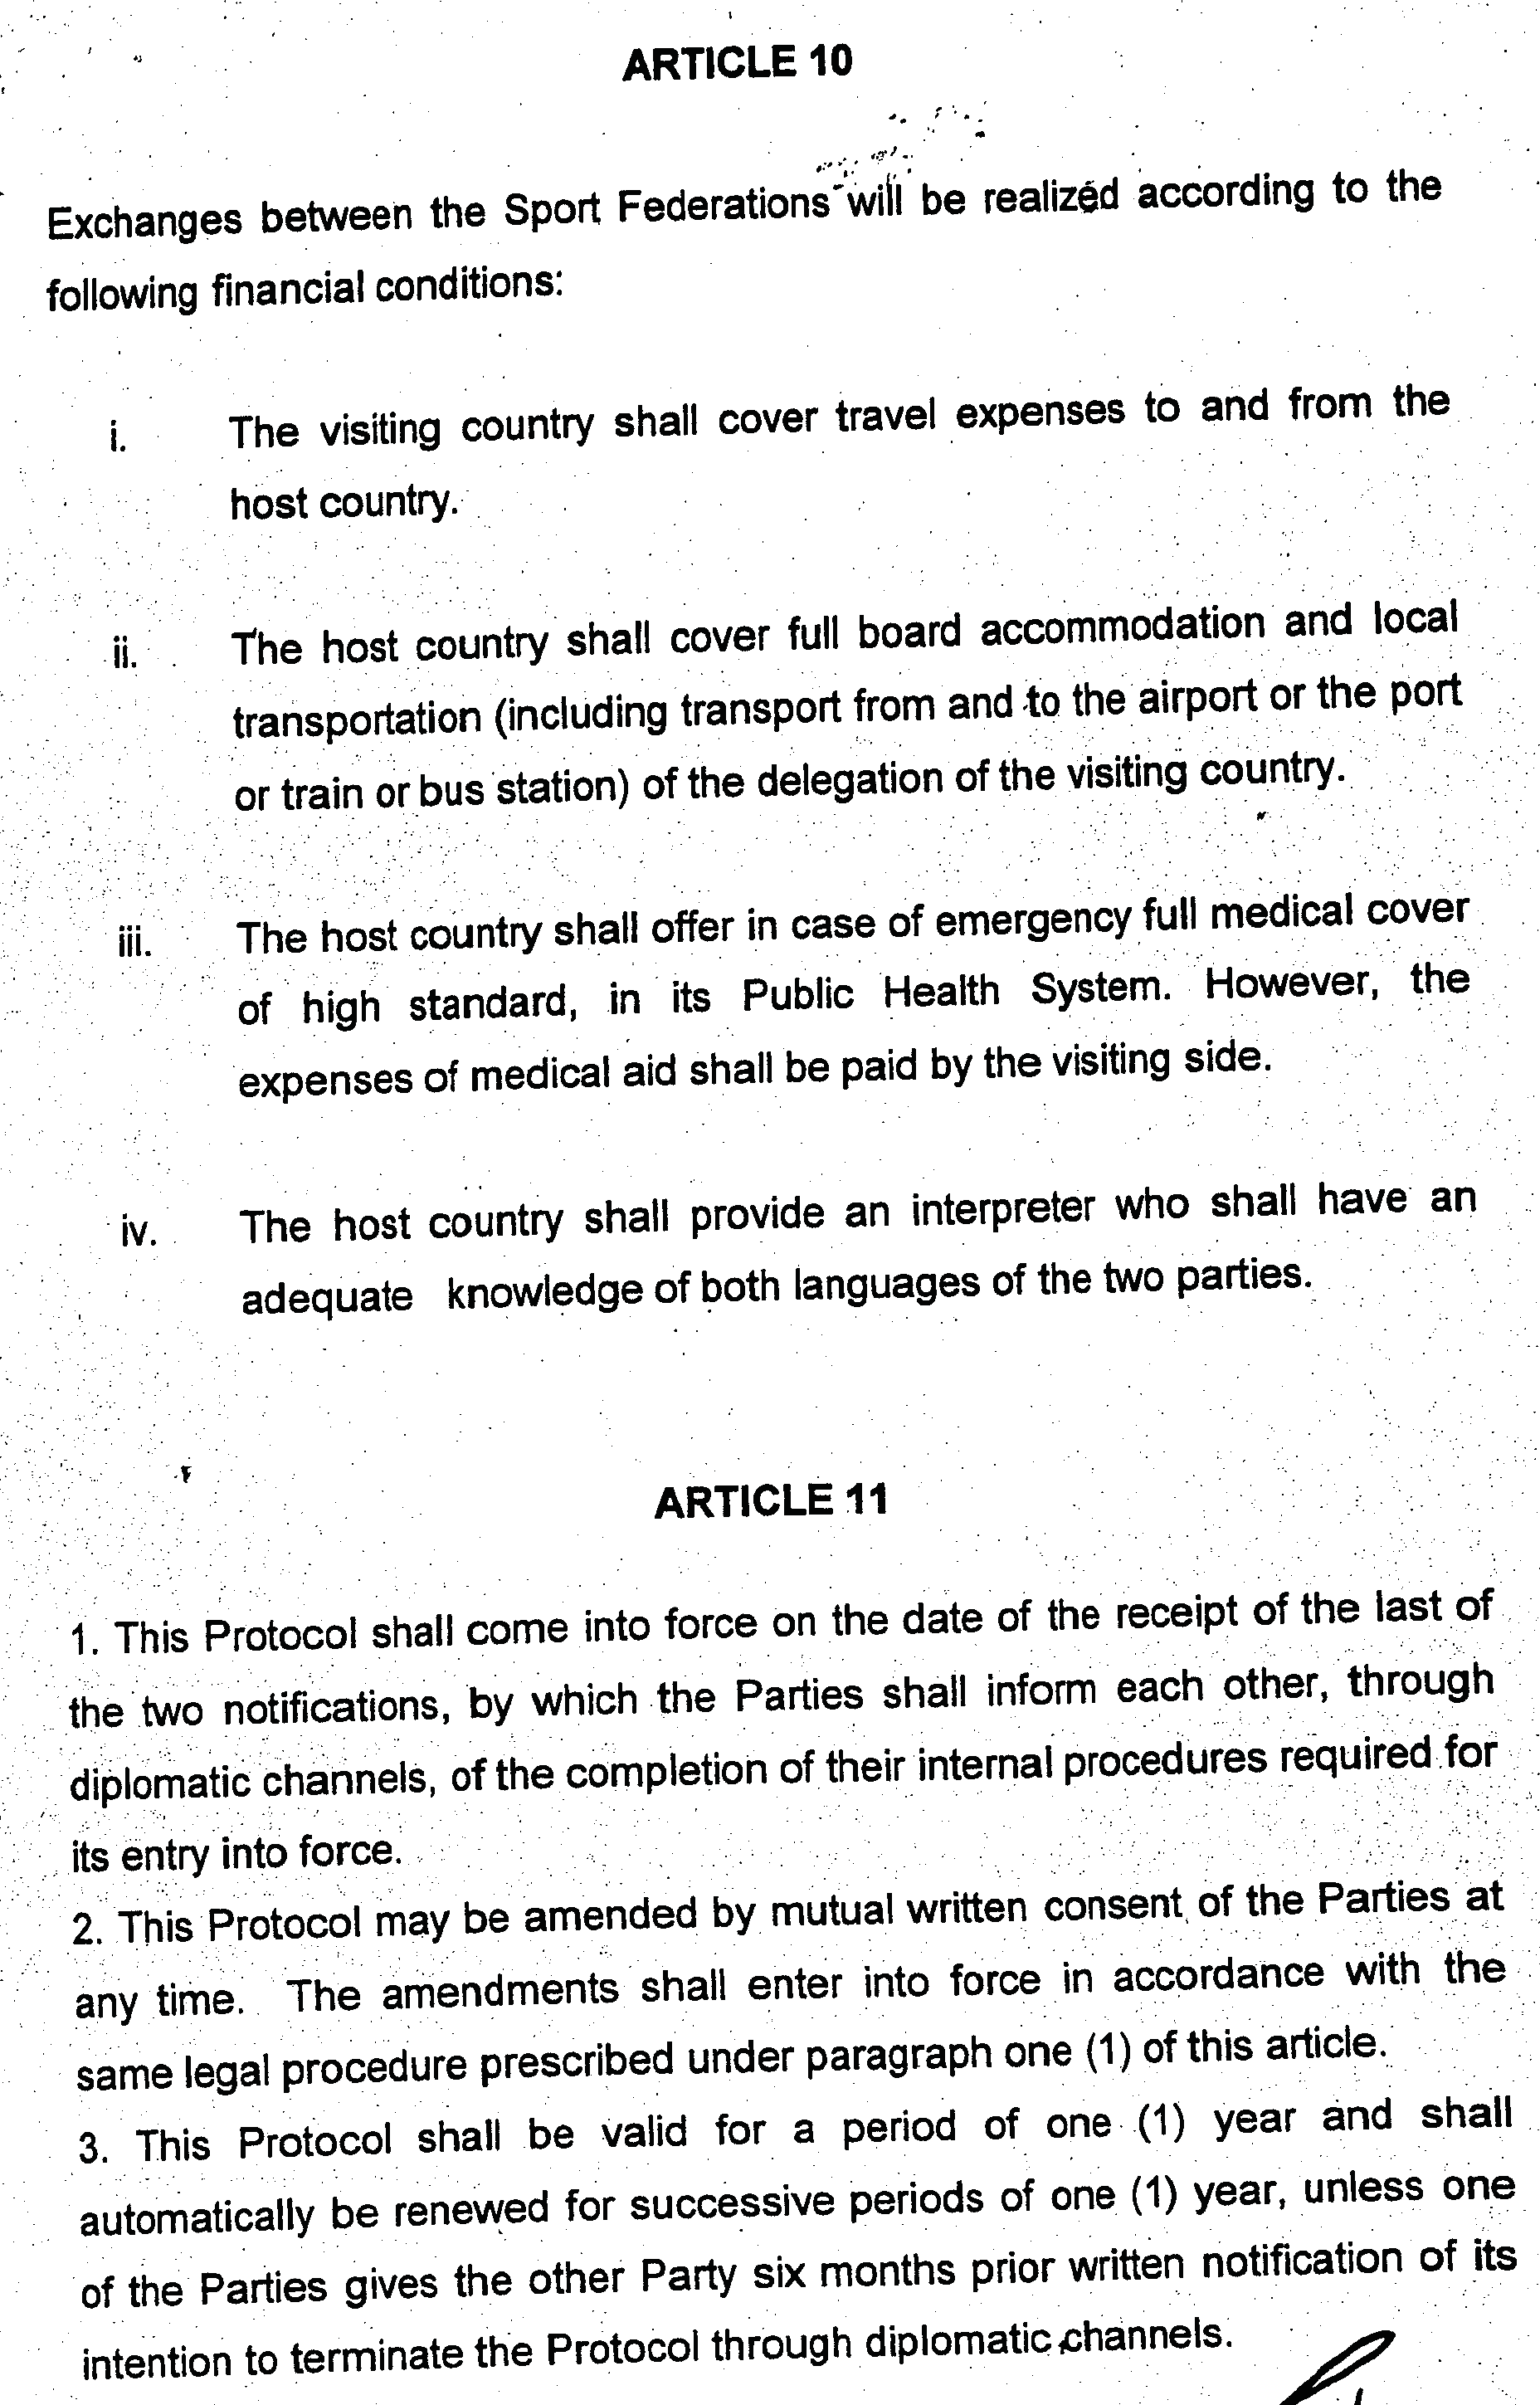 ARTICLE 10
Exchanges between the Sport Federations will be realized according to the
following financial conditions:
i. The visiting country shall cover travel expenses to and from the
host country.
ii. The host country shall cover full board accommodation and local
transportation (including transport from and to the airport or the port
or train or bus station) of the delegation of the visiting country.
iii. The host country shall offer in case of emergency full medical cover
of high standard, in its Public Health System. However, the
expenses of medical aid shall be paid by the visiting side.
iv. The host country shall provide an interpreter who shall have an
adequate knowledge of both languages of the two parties.
ARTICLE 11
1. This Protocol shall come into force on the date of the receipt of the last of
the two notifications, by which the Parties shall inform each other, through
diplomatic channels, of the completion of their internal procedures required for
its entry into force.
2. This Protocol may be amended by mutual written consent of the Parties at
any time. The amendments shall enter into force in accordance with the
same legal procedure prescribed under paragraph one (1) of this article.
3. This Protocol shall be valid for a period of one (1) year and shall
automatically be renewed for successive periods of one (1) year, unless one
of the Parties gives the other Party six months prior written notification of its
intention to terminate the Protocol through diplomatic channels.